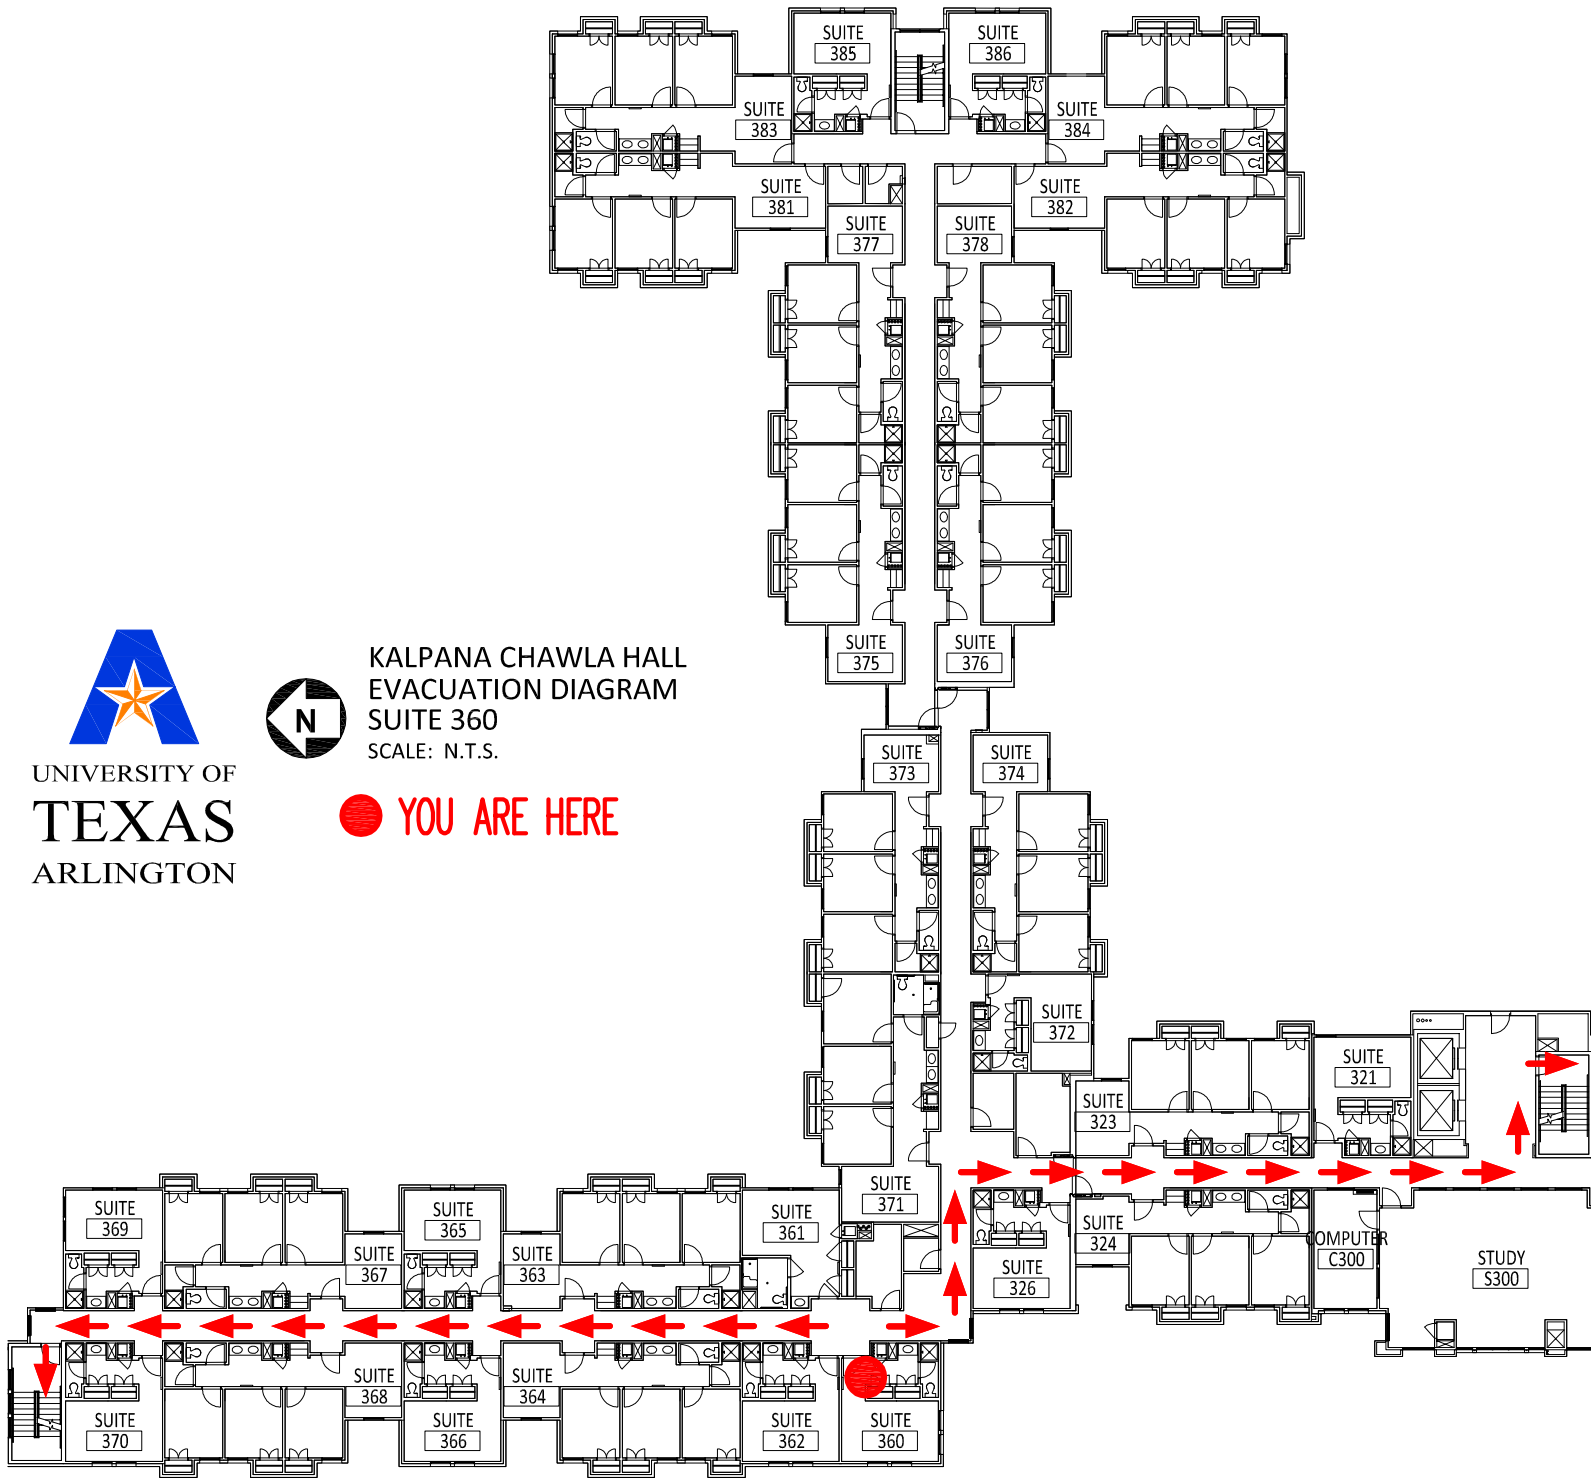 SUITE
385
SUITE
386
SUITE
383
SUITE
384
SUITE
381
SUITE
382
SUITE
377
SUITE
378
SUITE
375
SUITE
376
N
KALPANA CHAWLA HALL
EVACUATION DIAGRAM
SUITE 360
SCALE: N.T.S.
YOU ARE HERE
UNIVERSITY OF
TEXAS
ARLINGTON
SUITE
373
SUITE
374
SUITE
372
SUITE
321
SUITE
323
SUITE
371
SUITE
324
SUITE
326
COMPUTER
C300
STUDY
S300
SUITE
369
SUITE
367
SUITE
365
SUITE
363
SUITE
361
SUITE
370
SUITE
368
SUITE
366
SUITE
364
SUITE
362
SUITE
360